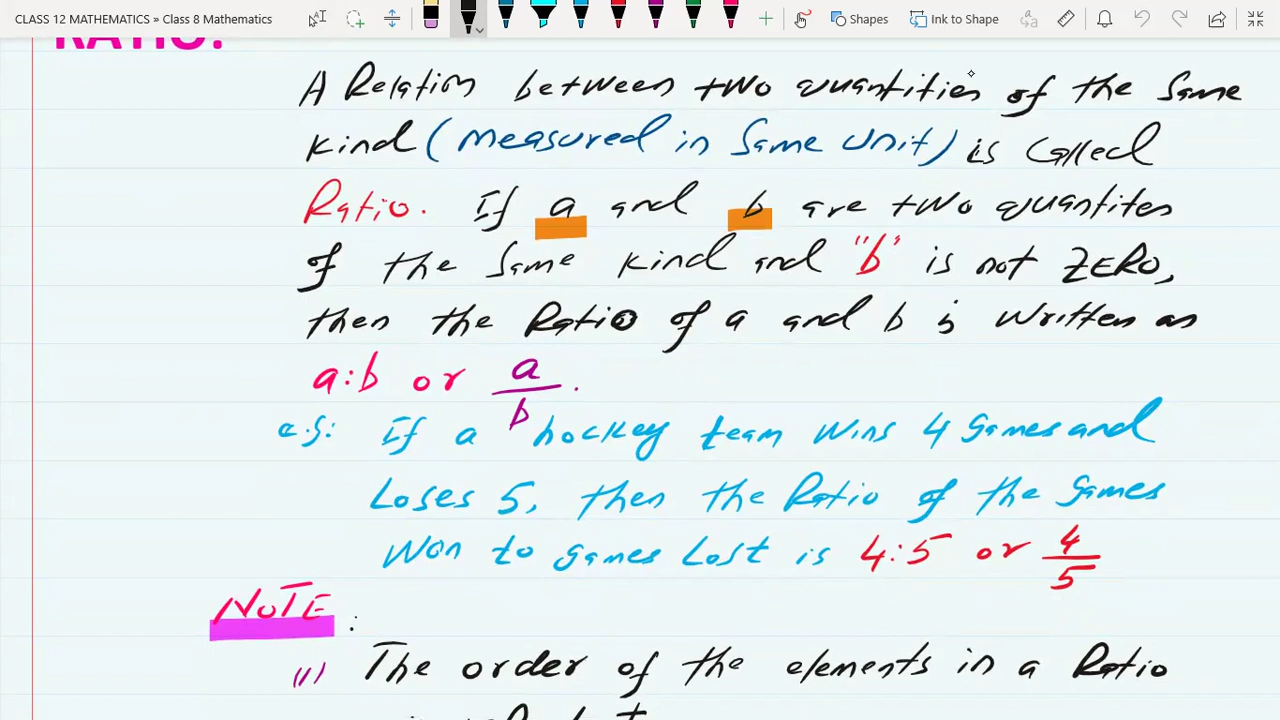 CLASS 12 MATHEMATICS » Class 8 Mathematics
Shapes
Ink to Shape
RATIO:
A Relation between two quantities of the same
kind (measured in Same Unit) is called
Ratio. If a and b are two quantites
of the same kind and "b" is not ZERO,
then the Ratio of a and b is written as
a:b or a/b.
e.g: If a hockey team wins 4 Games and
Loses 5, then the Ratio of the Games
Won to games Lost is 4:5 or 4/5
NOTE:
(1) The order of the elements in a Ratio